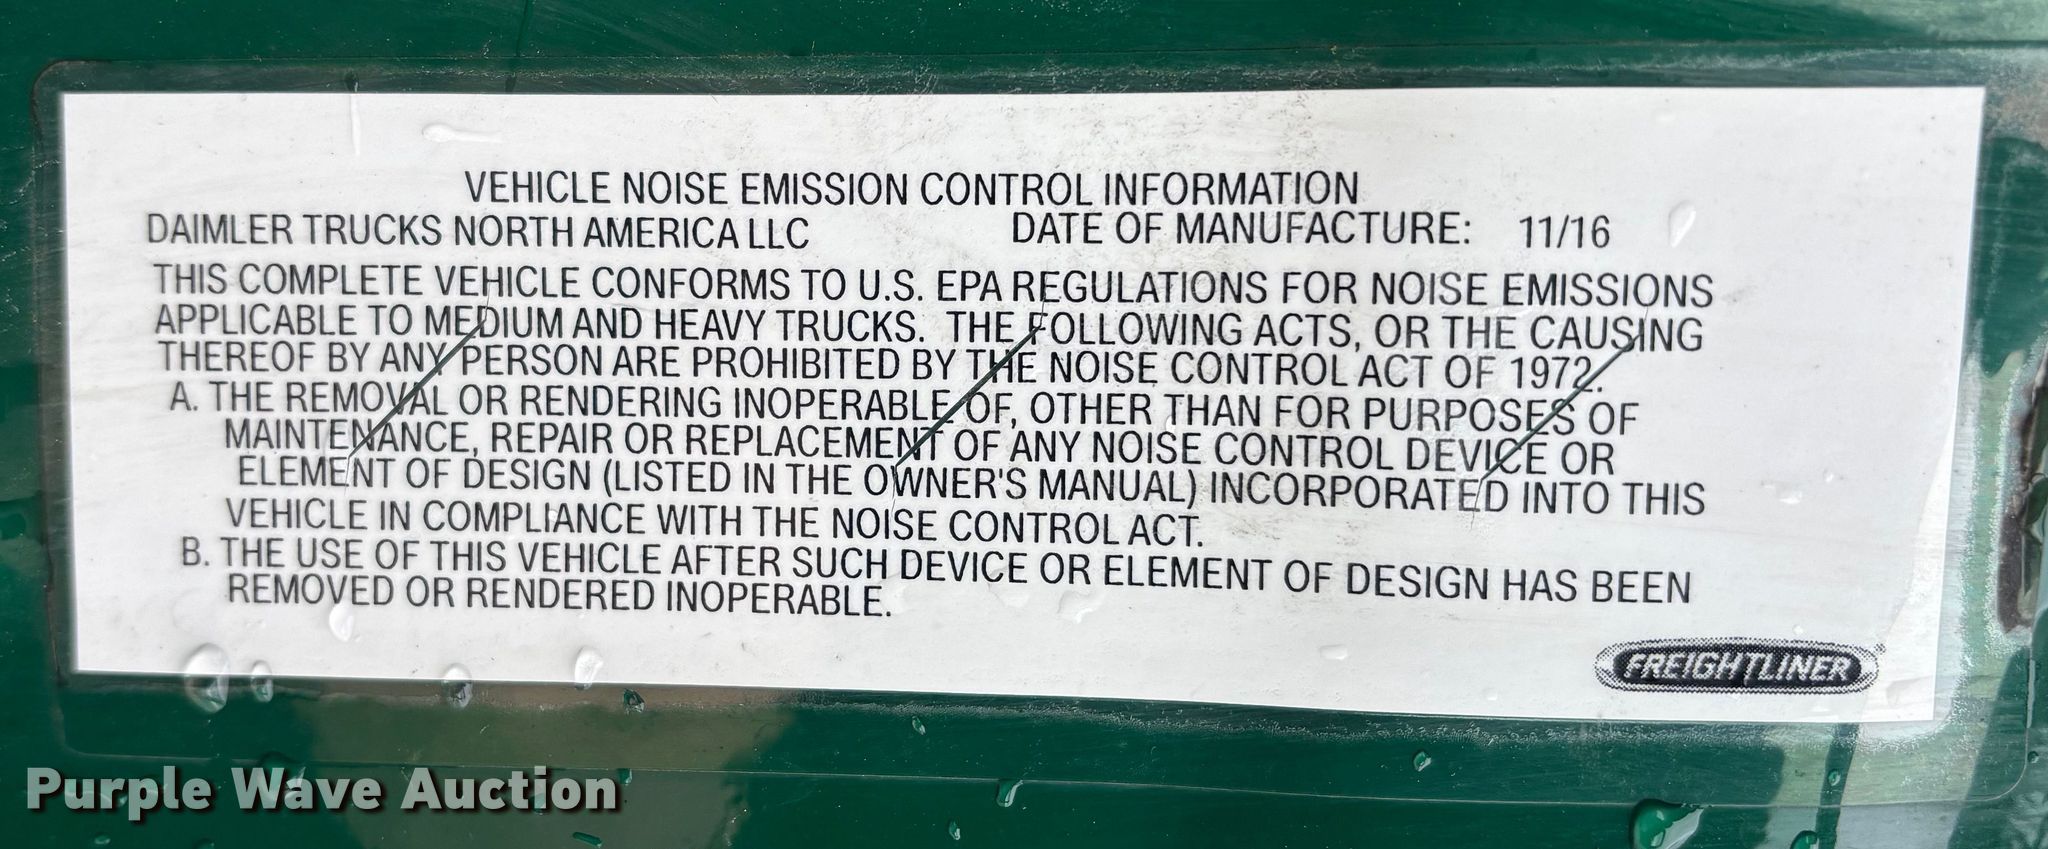 VEHICLE NOISE EMISSION CONTROL INFORMATION
DAIMLER TRUCKS NORTH AMERICA LLC DATE OF MANUFACTURE: 11/16
THIS COMPLETE VEHICLE CONFORMS TO U.S. EPA REGULATIONS FOR NOISE EMISSIONS
APPLICABLE TO MEDIUM AND HEAVY TRUCKS. THE FOLLOWING ACTS, OR THE CAUSING
THEREOF BY ANY PERSON ARE PROHIBITED BY THE NOISE CONTROL ACT OF 1972.
A. THE REMOVAL OR RENDERING INOPERABLE OF, OTHER THAN FOR PURPOSES OF
MAINTENANCE, REPAIR OR REPLACEMENT OF ANY NOISE CONTROL DEVICE OR
ELEMENT OF DESIGN (LISTED IN THE OWNER'S MANUAL) INCORPORATED INTO THIS
VEHICLE IN COMPLIANCE WITH THE NOISE CONTROL ACT.
B. THE USE OF THIS VEHICLE AFTER SUCH DEVICE OR ELEMENT OF DESIGN HAS BEEN
REMOVED OR RENDERED INOPERABLE.
FREIGHTLINER
Purple Wave Auction